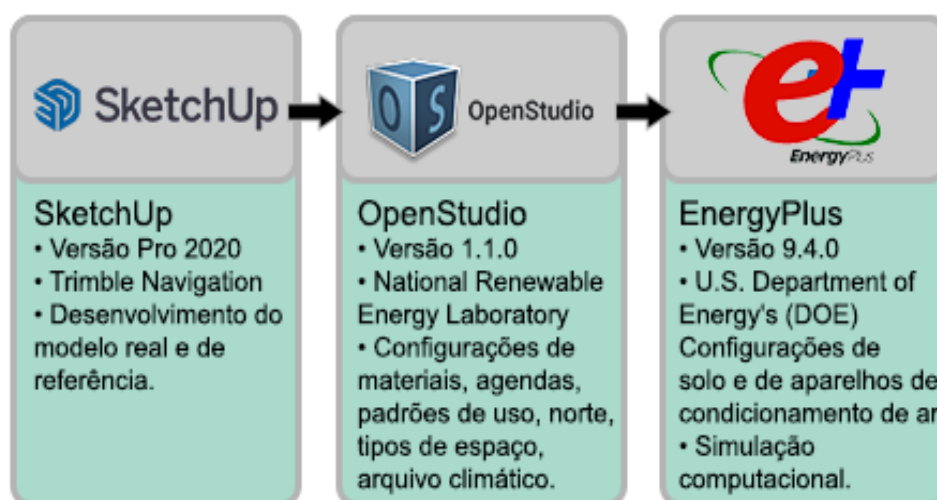 SketchUp
OpenStudio
e+
EnergyPlus
SketchUp
• Versão Pro 2020
• Trimble Navigation
• Desenvolvimento do
modelo real e de
referência.
OpenStudio
• Versão 1.1.0
• National Renewable
Energy Laboratory
• Configurações de
materiais, agendas,
padrões de uso, norte,
tipos de espaço,
arquivo climático.
EnergyPlus
• Versão 9.4.0
• U.S. Department of
Energy's (DOE)
Configurações de
solo e de aparelhos de
condicionamento de ar
• Simulação
computacional.